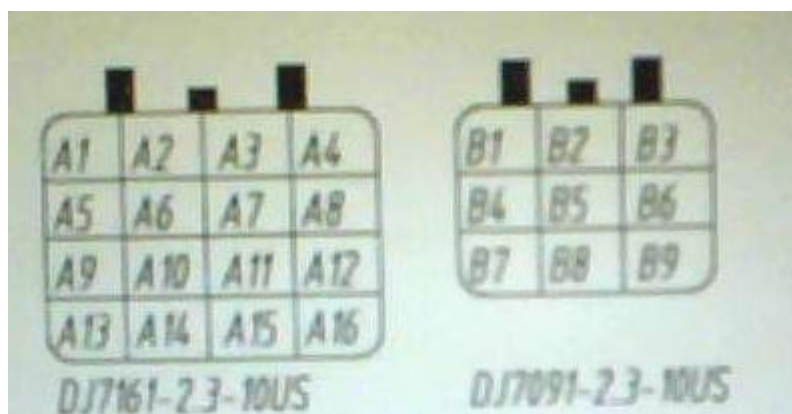 A1 A2 A3 A4
A5 A6 A7 A8
A9 A10 A11 A12
A13 A14 A15 A16
DJ7161-2.3-10US
B1 B2 B3
B4 B5 B6
B7 B8 B9
DJ7091-2.3-10US